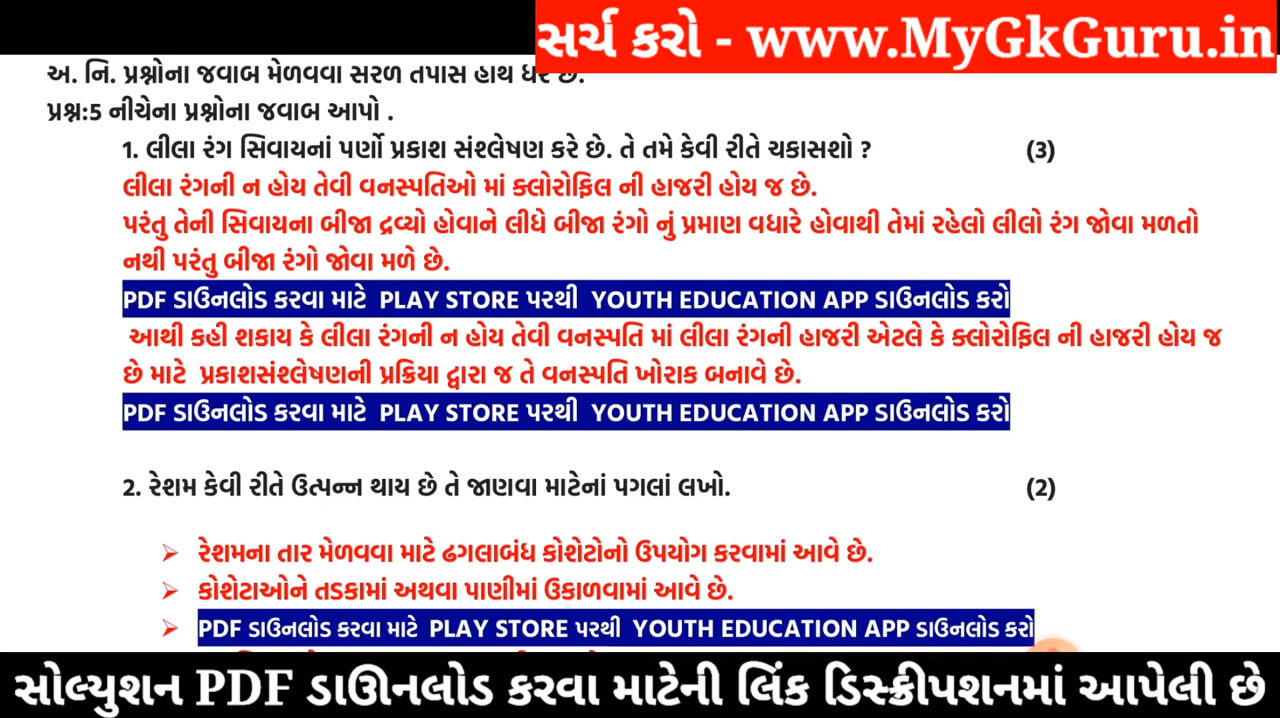 સર્ચ કરો - www.MyGkGuru.in
અ. નિ. પ્રશ્નોના જવાબ મેળવવા સરળ તપાસ હાથ ધરે છે.
પ્રશ્ન:5 નીચેના પ્રશ્નોના જવાબ આપો .
1. લીલા રંગ સિવાયનાં પર્ણો પ્રકાશ સંશ્લેષણ કરે છે. તે તમે કેવી રીતે ચકાસશો ? (3)
લીલા રંગની ન હોય તેવી વનસ્પતિઓ માં ક્લોરોફિલ ની હાજરી હોય જ છે.
પરંતુ તેની સિવાયના બીજા દ્રવ્યો હોવાને લીધે બીજા રંગો નું પ્રમાણ વધારે હોવાથી તેમાં રહેલો લીલો રંગ જોવા મળતો
નથી પરંતુ બીજા રંગો જોવા મળે છે.
PDF ડાઉનલોડ કરવા માટે PLAY STORE પરથી YOUTH EDUCATION APP ડાઉનલોડ કરો
આથી કહી શકાય કે લીલા રંગની ન હોય તેવી વનસ્પતિ માં લીલા રંગની હાજરી એટલે કે ક્લોરોફિલ ની હાજરી હોય જ
છે માટે પ્રકાશસંશ્લેષણની પ્રક્રિયા દ્વારા જ તે વનસ્પતિ ખોરાક બનાવે છે.
PDF ડાઉનલોડ કરવા માટે PLAY STORE પરથી YOUTH EDUCATION APP ડાઉનલોડ કરો
2. રેશમ કેવી રીતે ઉત્પન્ન થાય છે તે જાણવા માટેનાં પગલાં લખો. (2)
➢ રેશમના તાર મેળવવા માટે ઢગલાબંધ કોશેટોનો ઉપયોગ કરવામાં આવે છે.
➢ કોશેટાઓને તડકામાં અથવા પાણીમાં ઉકાળવામાં આવે છે.
➢ PDF ડાઉનલોડ કરવા માટે PLAY STORE પરથી YOUTH EDUCATION APP ડાઉનલોડ કરો
સોલ્યુશન PDF ડાઊનલોડ કરવા માટેની લિંક ડિસ્ક્રીપશનમાં આપેલી છે